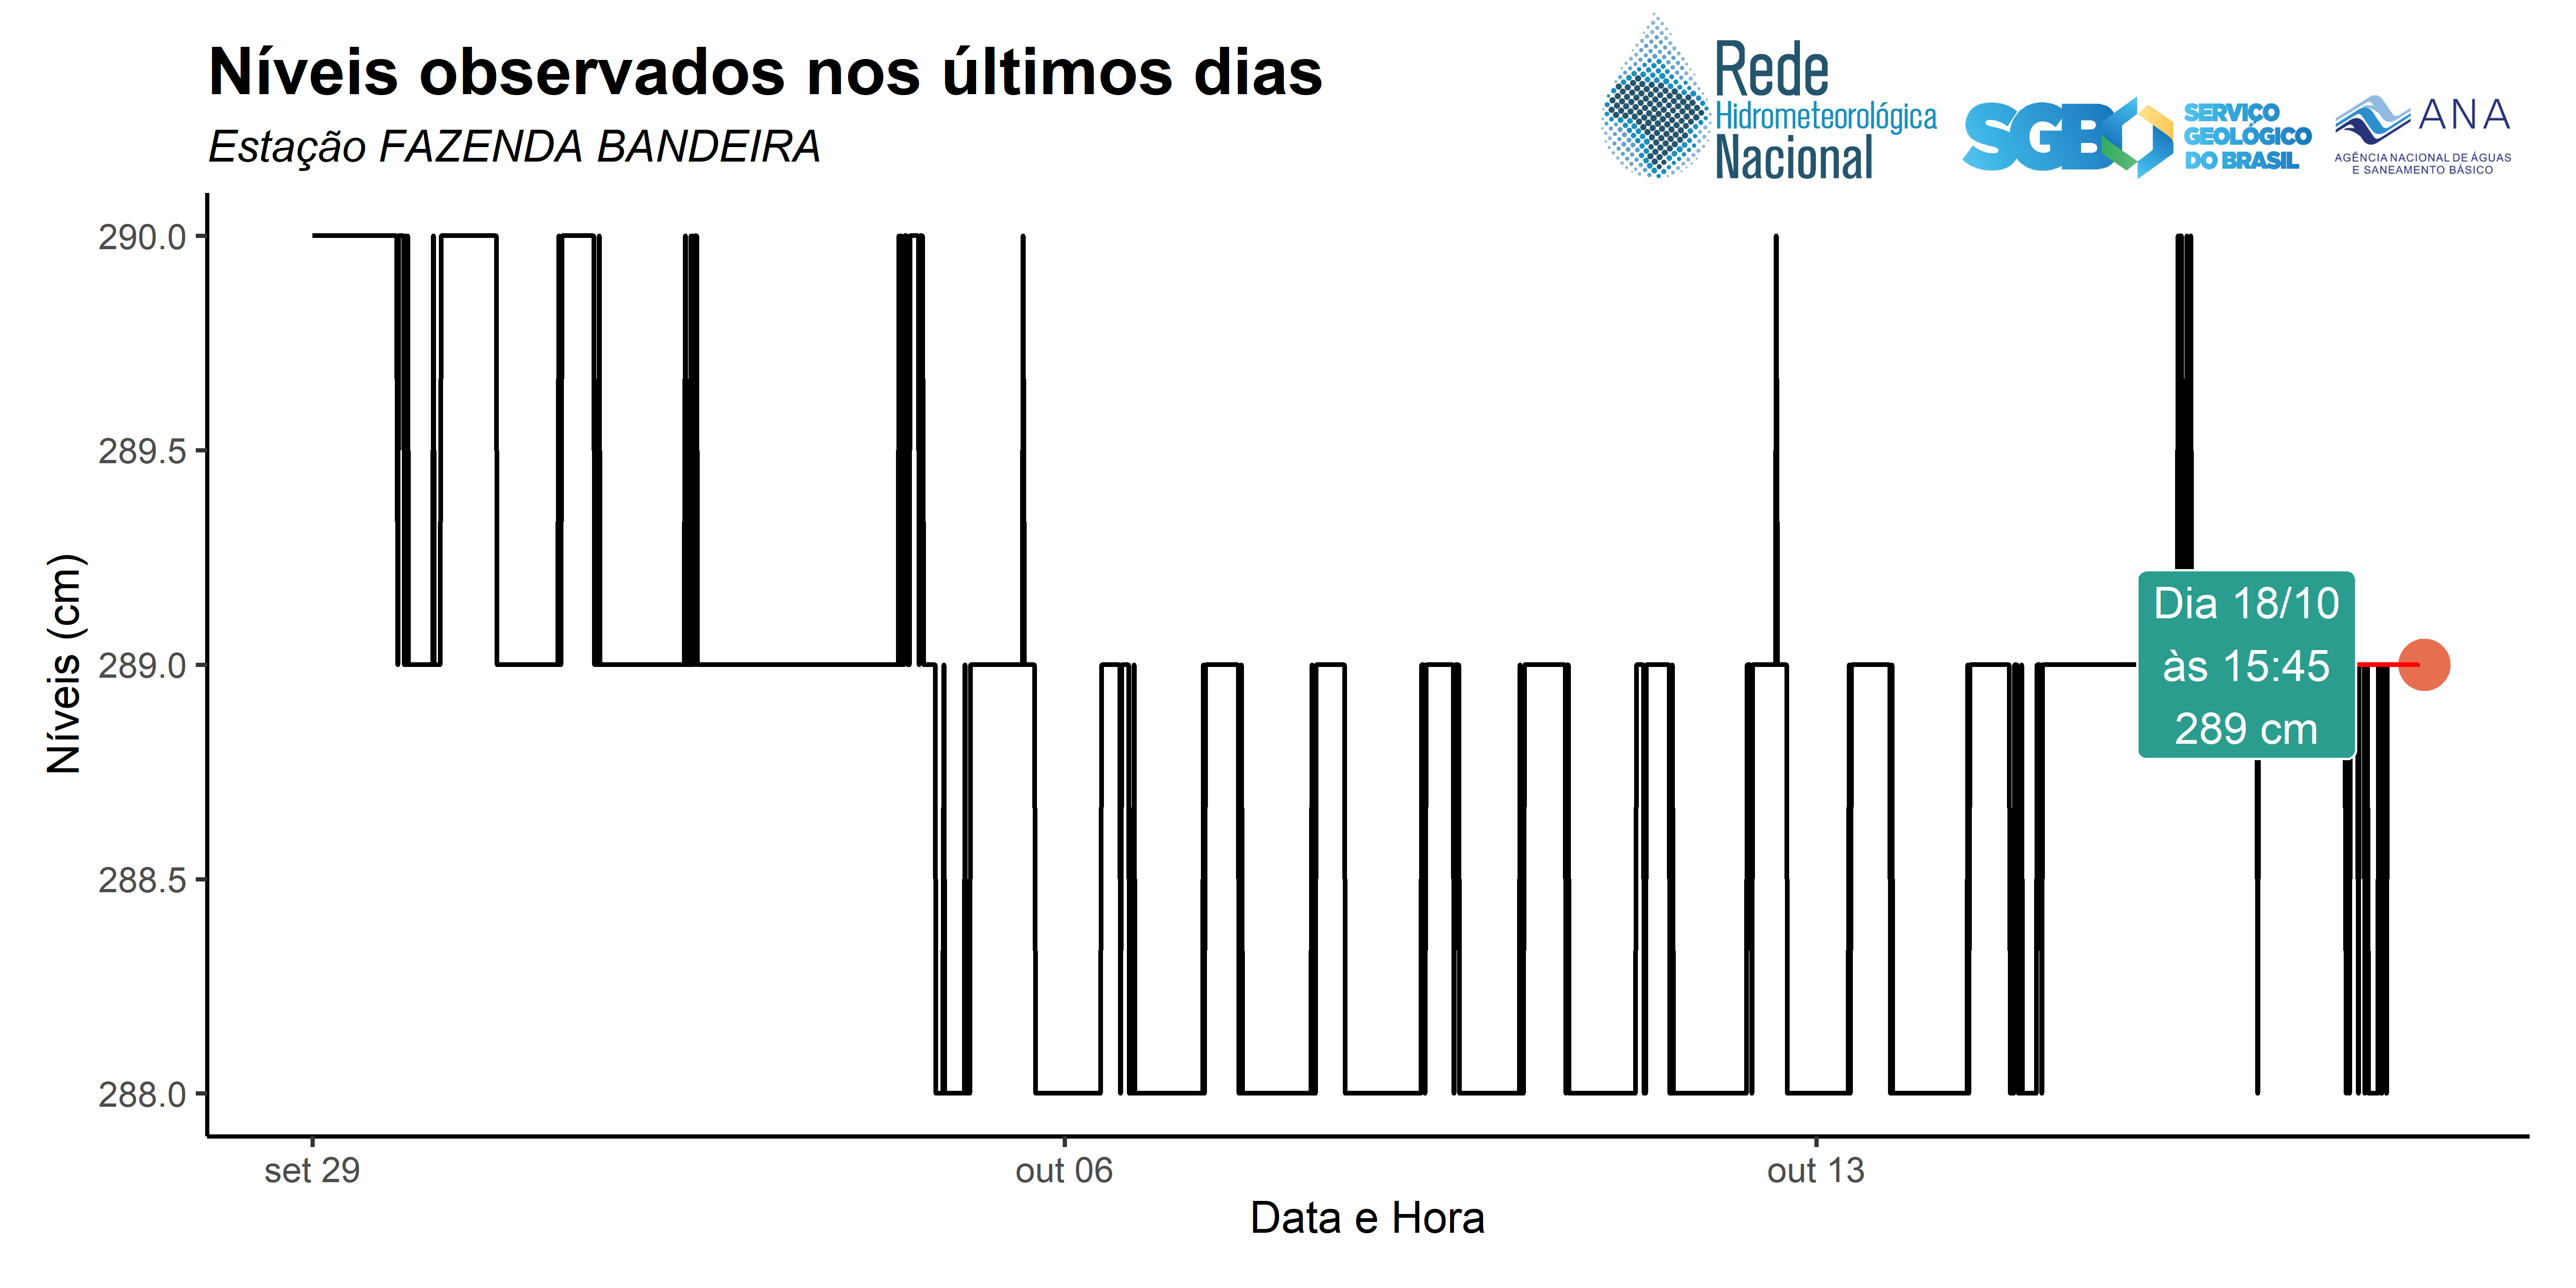 Níveis observados nos últimos dias
Estação FAZENDA BANDEIRA
Rede
Hidrometeorológica
Nacional
SGB
SERVIÇO
GEOLÓGICO
DO BRASIL
ANA
AGÊNCIA NACIONAL DE ÁGUAS
E SANEAMENTO BÁSICO
Níveis (cm)
290.0
289.5
289.0
288.5
288.0
Dia 18/10
às 15:45
289 cm
set 29
out 06
out 13
Data e Hora